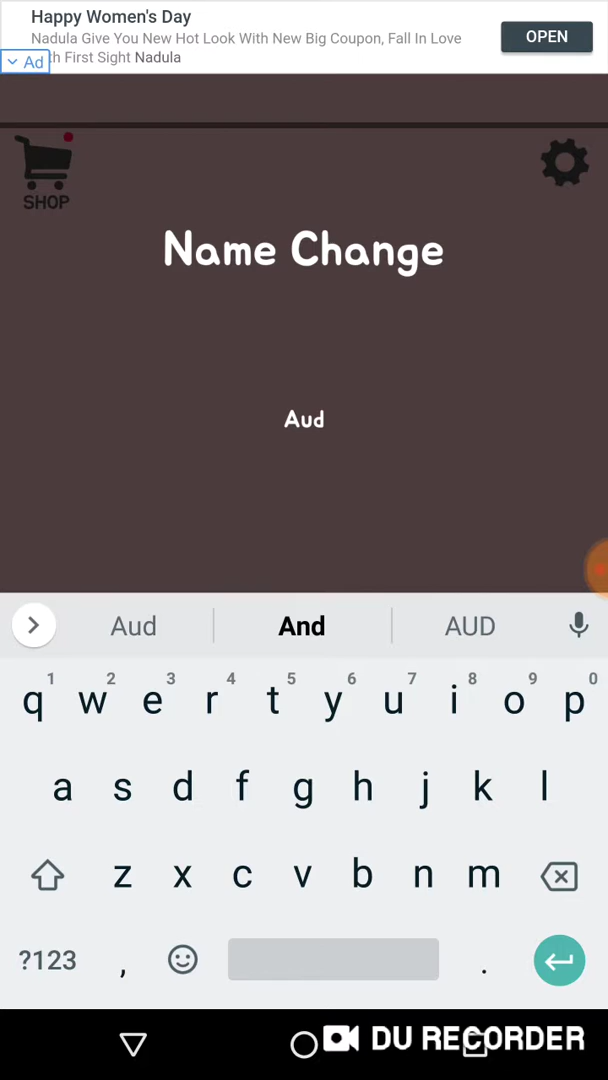 Happy Women's Day
Nadula Give You New Hot Look With New Big Coupon, Fall In Love
th First Sight Nadula
OPEN
Ad
SHOP
Name Change
Aud
Aud And AUD
1 2 3 4 5 6 7 8 9 0
q w e r t y u i o p
a s d f g h j k l
z x c v b n m
?123 , .
DU RECORDER